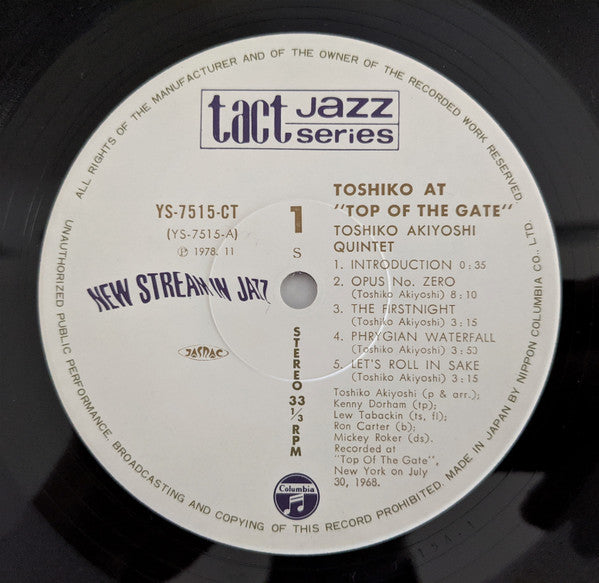 ALL RIGHTS OF THE MANUFACTURER AND OF THE OWNER OF THE RECORDED WORK RESERVED.
UNAUTHORIZED PUBLIC PERFORMANCE, BROADCASTING AND COPYING OF THIS RECORD PROHIBITED. MADE IN JAPAN BY NIPPON COLUMBIA CO., LTD.
tact JAZZ series
YS-7515-CT
(YS-7515-A)
Ⓟ 1978. 11
1
S
NEW STREAM IN JAZZ
JASRAC
STEREO 33 1/3 RPM
TOSHIKO AT
"TOP OF THE GATE"
TOSHIKO AKIYOSHI
QUINTET
1. INTRODUCTION 0:35
2. OPUS No. ZERO
(Toshiko Akiyoshi) 8:10
3. THE FIRSTNIGHT
(Toshiko Akiyoshi) 3:15
4. PHRYGIAN WATERFALL
(Toshiko Akiyoshi) 3:50
5. LET'S ROLL IN SAKE
(Toshiko Akiyoshi) 3:15
Toshiko Akiyoshi (p & arr.);
Kenny Dorham (tp);
Lew Tabackin (ts, fl);
Ron Carter (b);
Mickey Roker (ds).
Recorded at
"Top Of The Gate",
New York on July
30, 1968.
Columbia